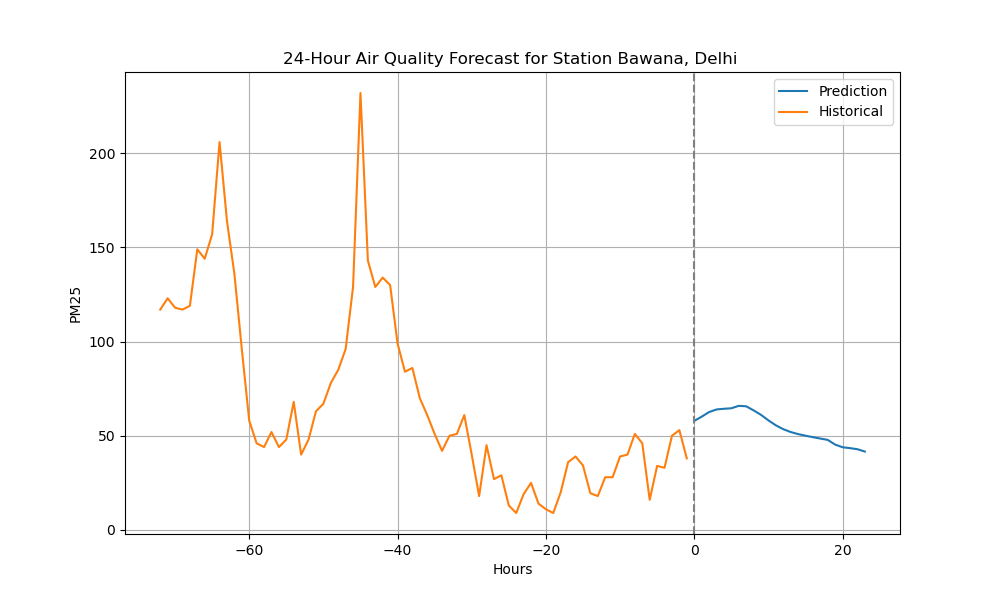 24-Hour Air Quality Forecast for Station Bawana, Delhi
Prediction
Historical
200
150
100
50
0
PM25
−60
−40
−20
0
20
Hours